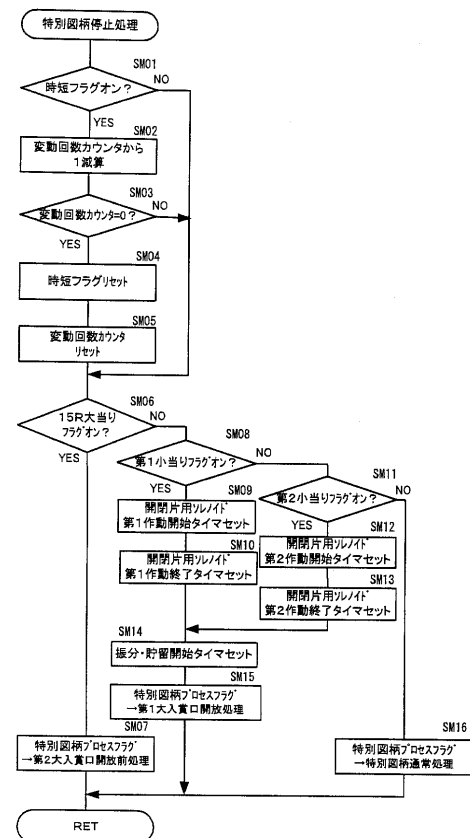 特別図柄停止処理
SM01
時短フラグオン?
NO
YES
SM02
変動回数カウンタから
1減算
SM03
変動回数カウンタ=0?
NO
YES
SM04
時短フラグリセット
SM05
変動回数カウンタ
リセット
SM06
15R大当り
フラグオン?
NO
YES
SM08
第1小当りフラグオン?
NO
YES
SM11
第2小当りフラグオン?
NO
YES
SM09
開閉片用ソレノイド
第1作動開始タイマセット
SM10
開閉片用ソレノイド
第1作動終了タイマセット
SM12
開閉片用ソレノイド
第2作動開始タイマセット
SM13
開閉片用ソレノイド
第2作動終了タイマセット
SM14
振分・貯留開始タイマセット
SM15
特別図柄プロセスフラグ
→第1大入賞口開放処理
SM07
特別図柄プロセスフラグ
→第2大入賞口開放前処理
SM16
特別図柄プロセスフラグ
→特別図柄通常処理
RET